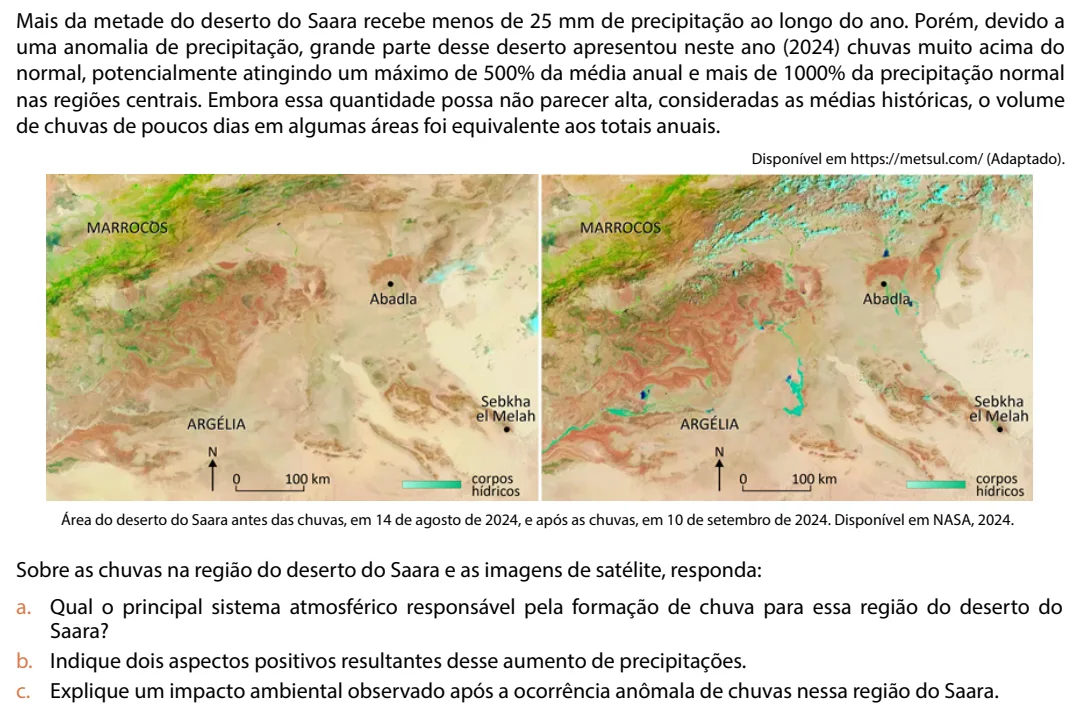 Mais da metade do deserto do Saara recebe menos de 25 mm de precipitação ao longo do ano. Porém, devido a
uma anomalia de precipitação, grande parte desse deserto apresentou neste ano (2024) chuvas muito acima do
normal, potencialmente atingindo um máximo de 500% da média anual e mais de 1000% da precipitação normal
nas regiões centrais. Embora essa quantidade possa não parecer alta, consideradas as médias históricas, o volume
de chuvas de poucos dias em algumas áreas foi equivalente aos totais anuais.
Disponível em https://metsul.com/ (Adaptado).
MARROCOS
Abadla
Sebkha
el Melah
ARGÉLIA
N
0 100 km
corpos
hídricos
MARROCOS
Abadla
Sebkha
el Melah
ARGÉLIA
N
0 100 km
corpos
hídricos
Área do deserto do Saara antes das chuvas, em 14 de agosto de 2024, e após as chuvas, em 10 de setembro de 2024. Disponível em NASA, 2024.
Sobre as chuvas na região do deserto do Saara e as imagens de satélite, responda:
a. Qual o principal sistema atmosférico responsável pela formação de chuva para essa região do deserto do
Saara?
b. Indique dois aspectos positivos resultantes desse aumento de precipitações.
c. Explique um impacto ambiental observado após a ocorrência anômala de chuvas nessa região do Saara.